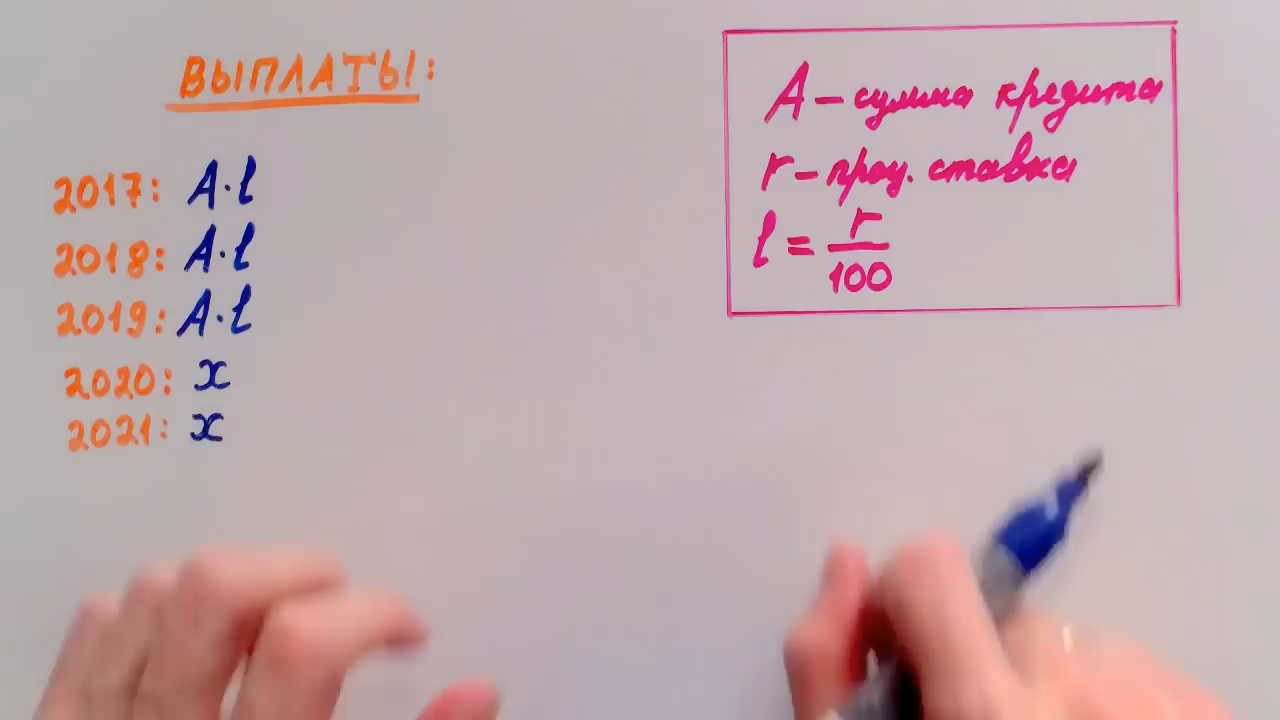 ВЫПЛАТЫ:
2017: A·l
2018: A·l
2019: A·l
2020: x
2021: x
A – сумма кредита
r – проц. ставка
l = r/100